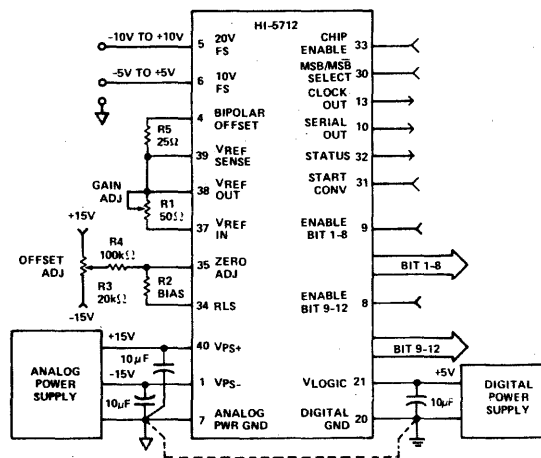 HI-5712
-10V TO +10V
5
20V
FS
-5V TO +5V
6
10V
FS
4
BIPOLAR
OFFSET
R5
25Ω
39
VREF
SENSE
GAIN
ADJ
38
VREF
OUT
R1
50Ω
37
VREF
IN
+15V
OFFSET
ADJ
R4
100kΩ
35
ZERO
ADJ
R3
20kΩ
-15V
R2
BIAS
34
RLS
ANALOG
POWER
SUPPLY
+15V
40
VPS+
10μF
-15V
1
VPS-
10μF
7
ANALOG
PWR GND
CHIP
ENABLE
33
MSB/M̅S̅B̅
SELECT
30
CLOCK
OUT
13
SERIAL
OUT
10
STATUS
32
START
CONV
31
ENABLE
BIT 1-8
9
BIT 1-8
ENABLE
BIT 9-12
8
BIT 9-12
VLOGIC
21
+5V
10μF
DIGITAL
GND
20
DIGITAL
POWER
SUPPLY